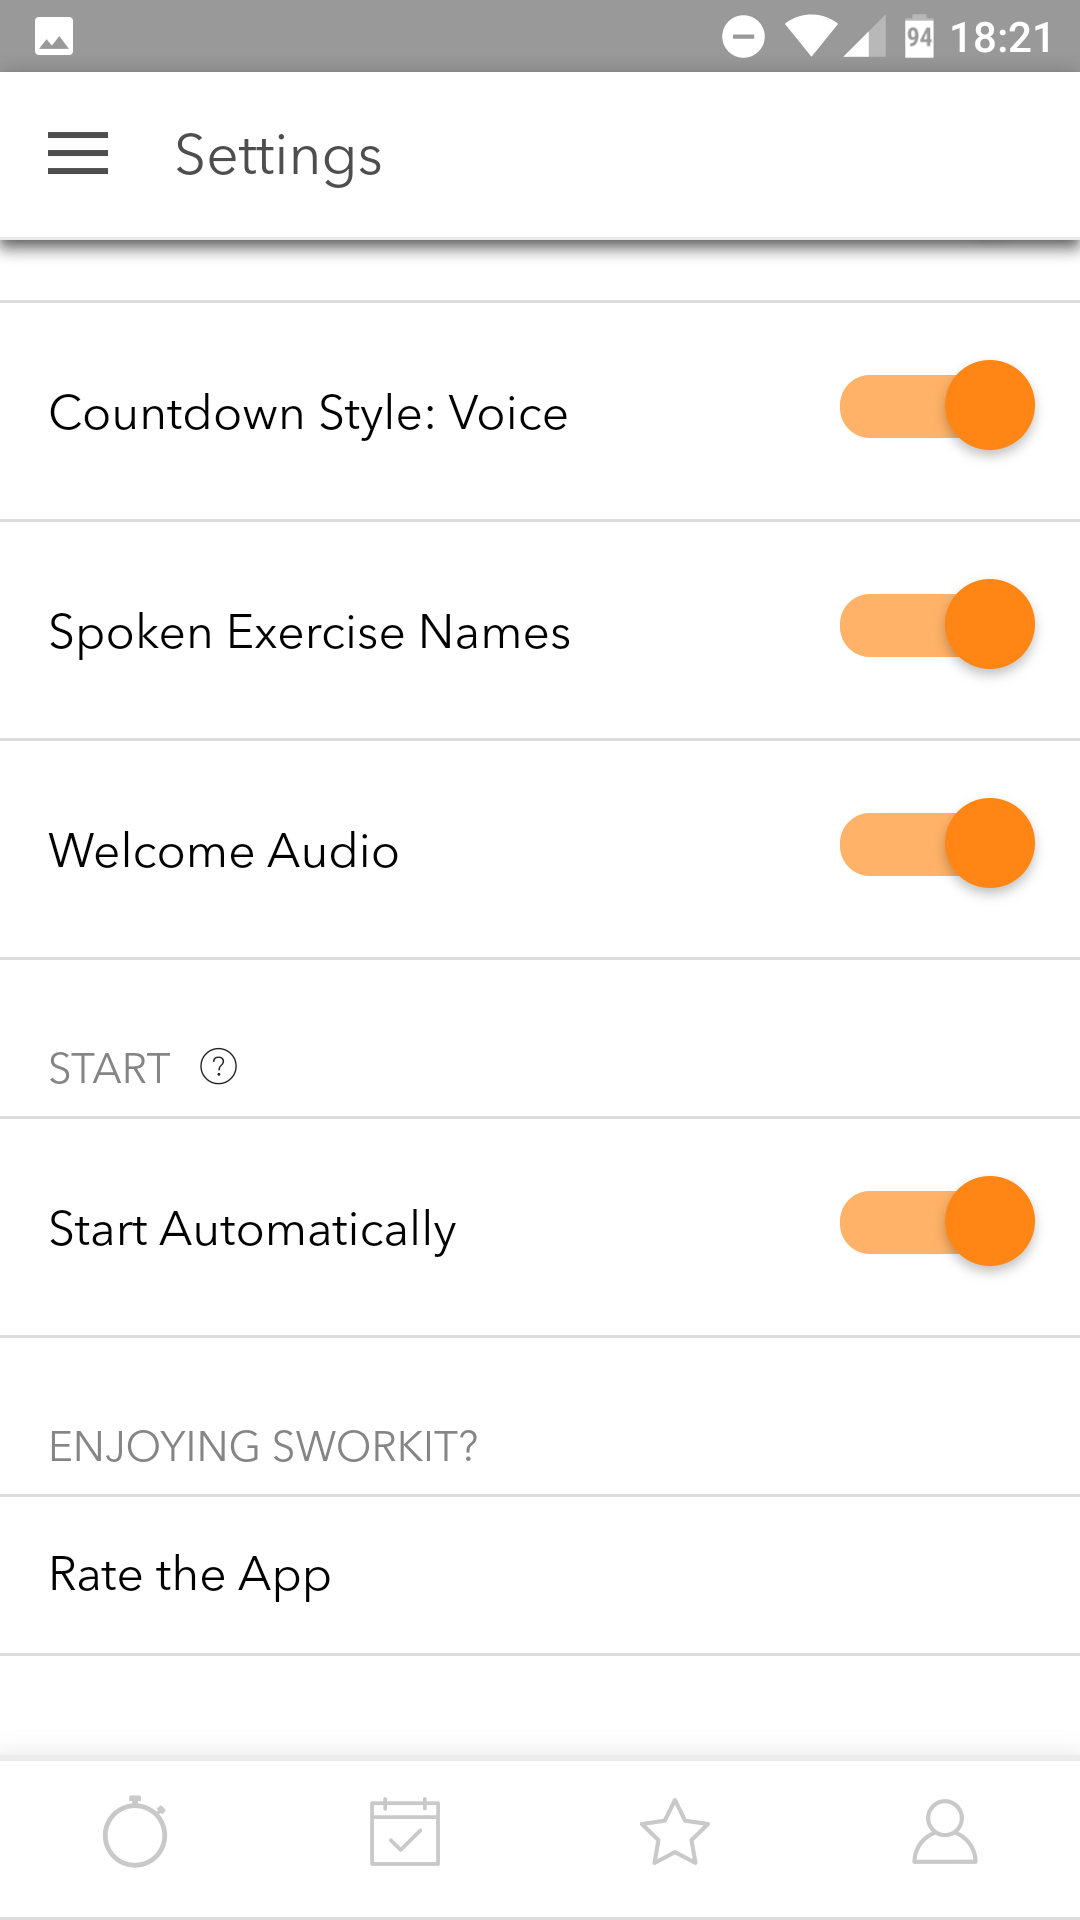 94 18:21
Settings
Countdown Style: Voice
Spoken Exercise Names
Welcome Audio
START ?
Start Automatically
ENJOYING SWORKIT?
Rate the App